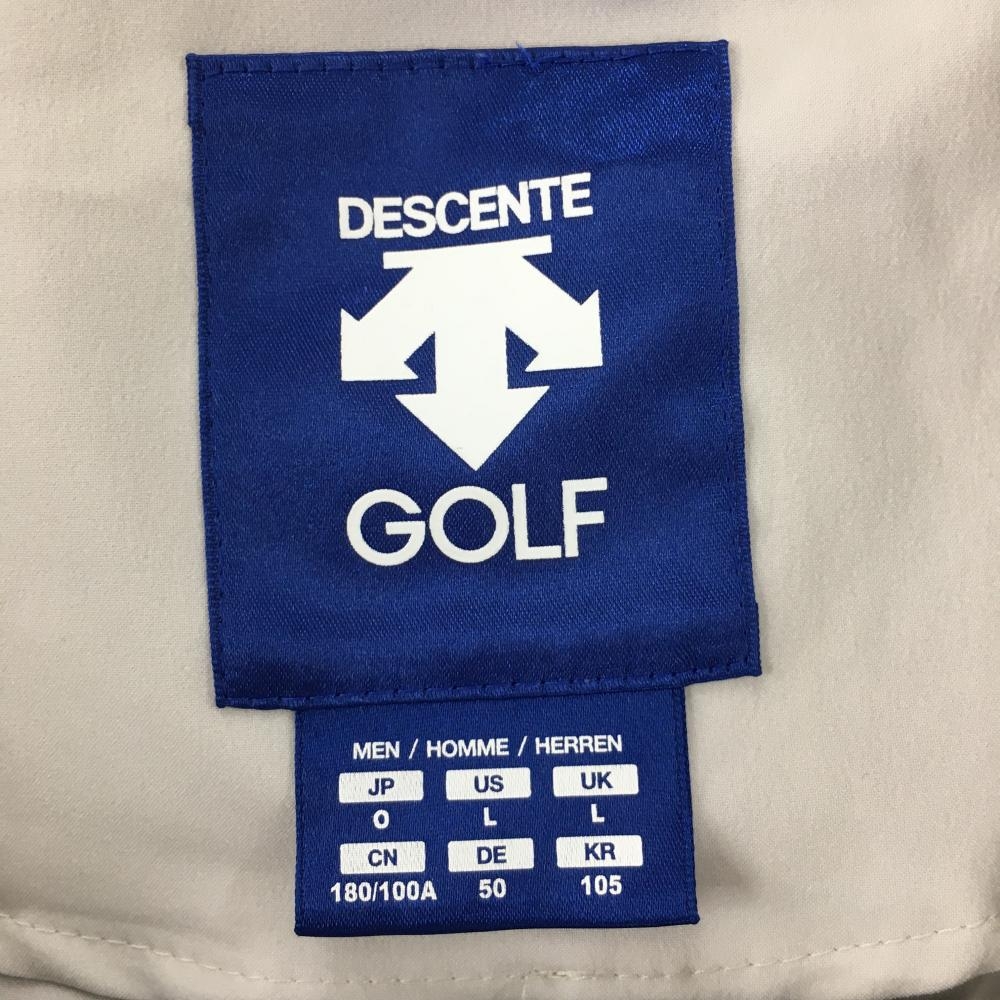 DESCENTE
GOLF
MEN / HOMME / HERREN
JP US UK
O L L
CN DE KR
180/100A 50 105